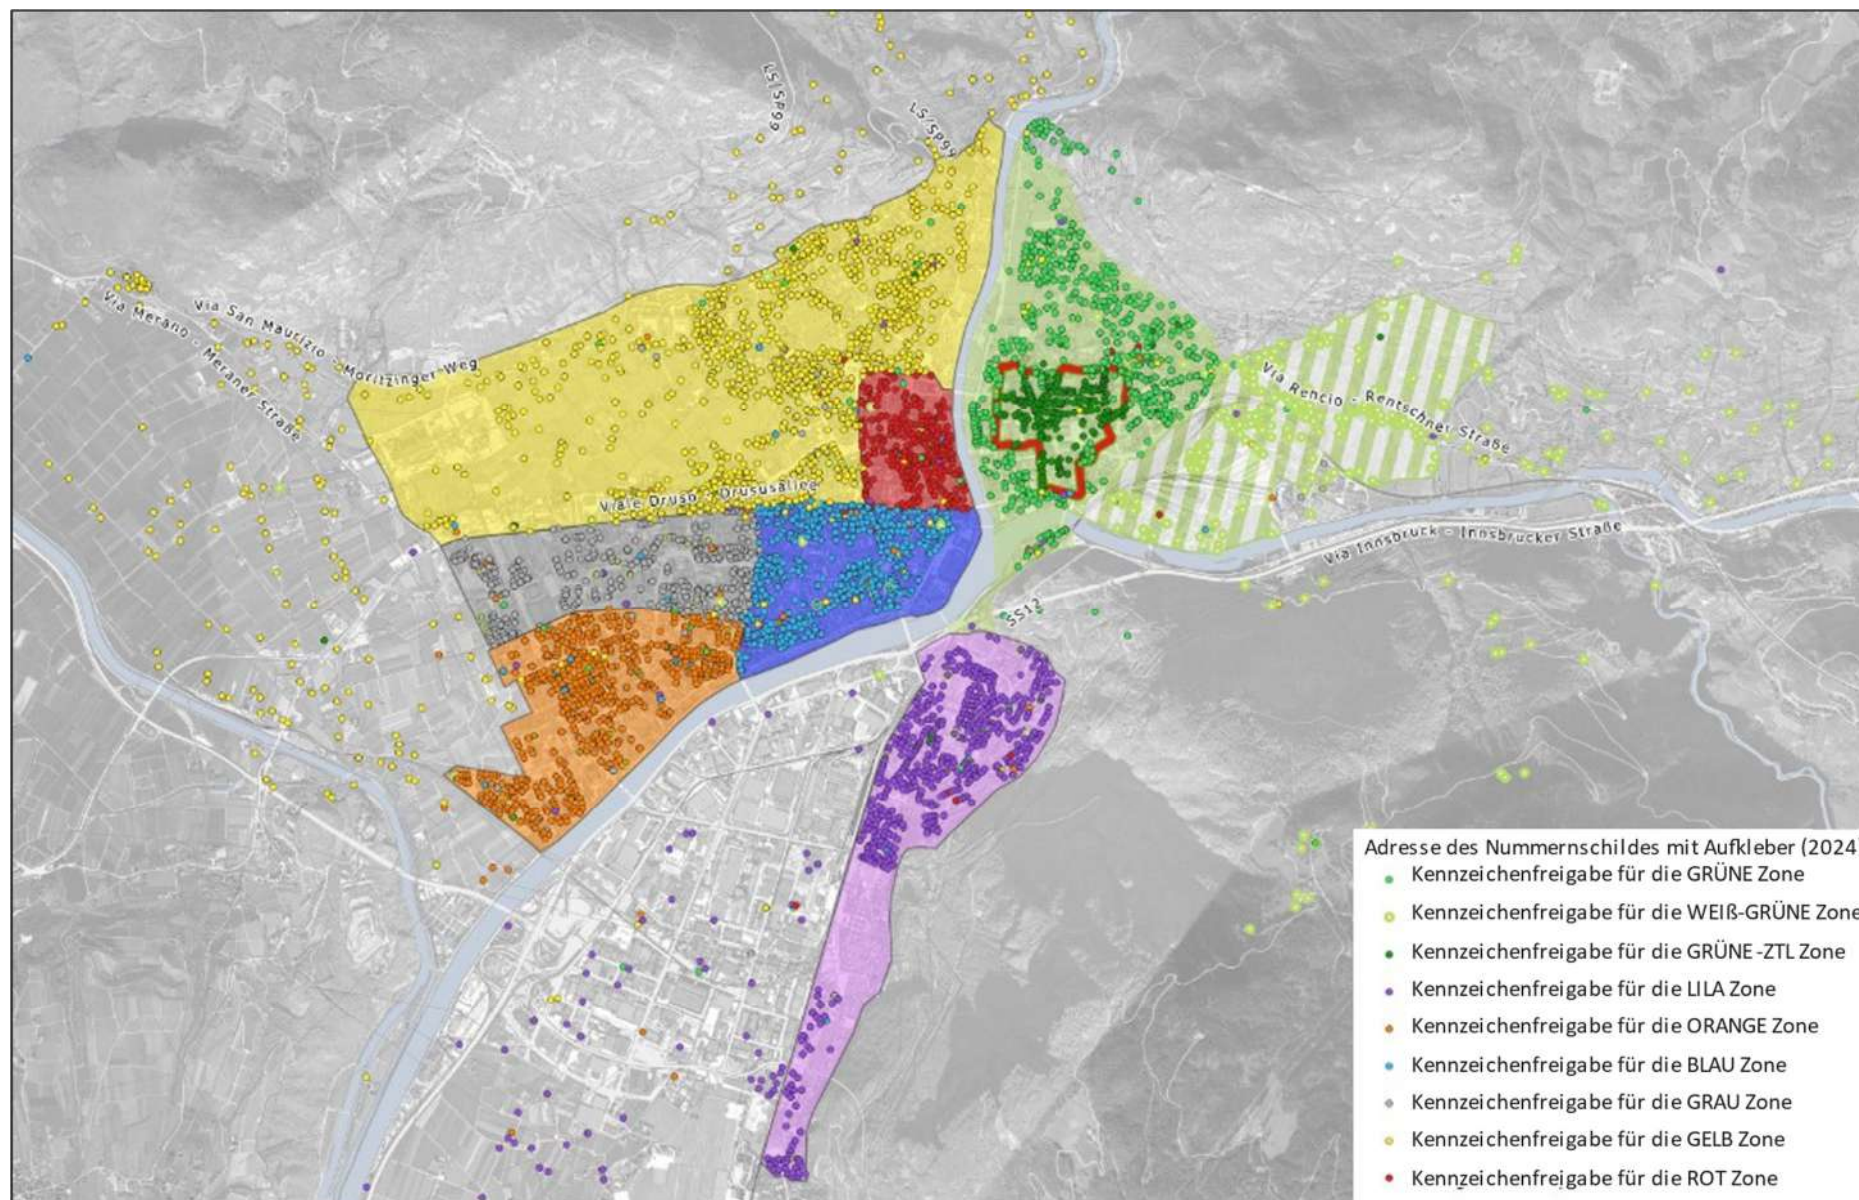 LS/SP99
LS/SP99
Via San Maurizio - Moritzinger Weg
Via Merano - Meraner Straße
Via Rencio - Rentschner Straße
Viale Druso - Drususallee
Via Innsbruck - Innsbrucker Straße
SS12
Adresse des Nummernschildes mit Aufkleber (2024
Kennzeichenfreigabe für die GRÜNE Zone
Kennzeichenfreigabe für die WEIß-GRÜNE Zone
Kennzeichenfreigabe für die GRÜNE -ZTL Zone
Kennzeichenfreigabe für die LILA Zone
Kennzeichenfreigabe für die ORANGE Zone
Kennzeichenfreigabe für die BLAU Zone
Kennzeichenfreigabe für die GRAU Zone
Kennzeichenfreigabe für die GELB Zone
Kennzeichenfreigabe für die ROT Zone